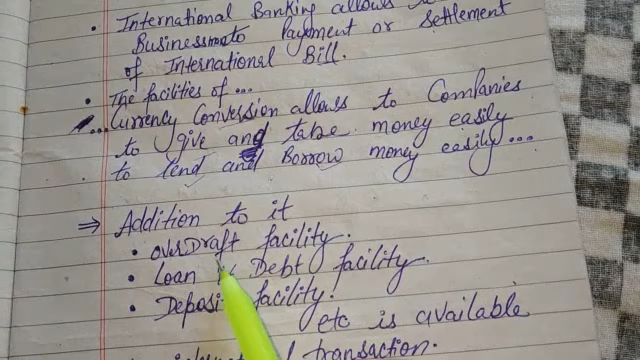 • International Banking allows
Businessmato Payment or Settlement
of International Bill.
• The facilities of...
... Currency Conversion allows to Companies
to give and take money easily
to lend and Borrow money easily...
⇒ Addition to it
• overDraft facility.
• Loan & Debt facility.
• Deposit facility!
etc is available
transaction.